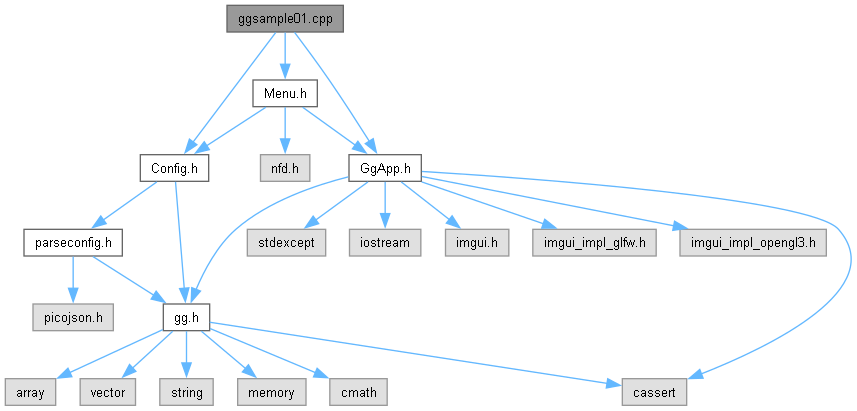 ggsample01.cpp
Menu.h
Config.h
nfd.h
GgApp.h
parseconfig.h
stdexcept
iostream
imgui.h
imgui_impl_glfw.h
imgui_impl_opengl3.h
picojson.h
gg.h
array
vector
string
memory
cmath
cassert